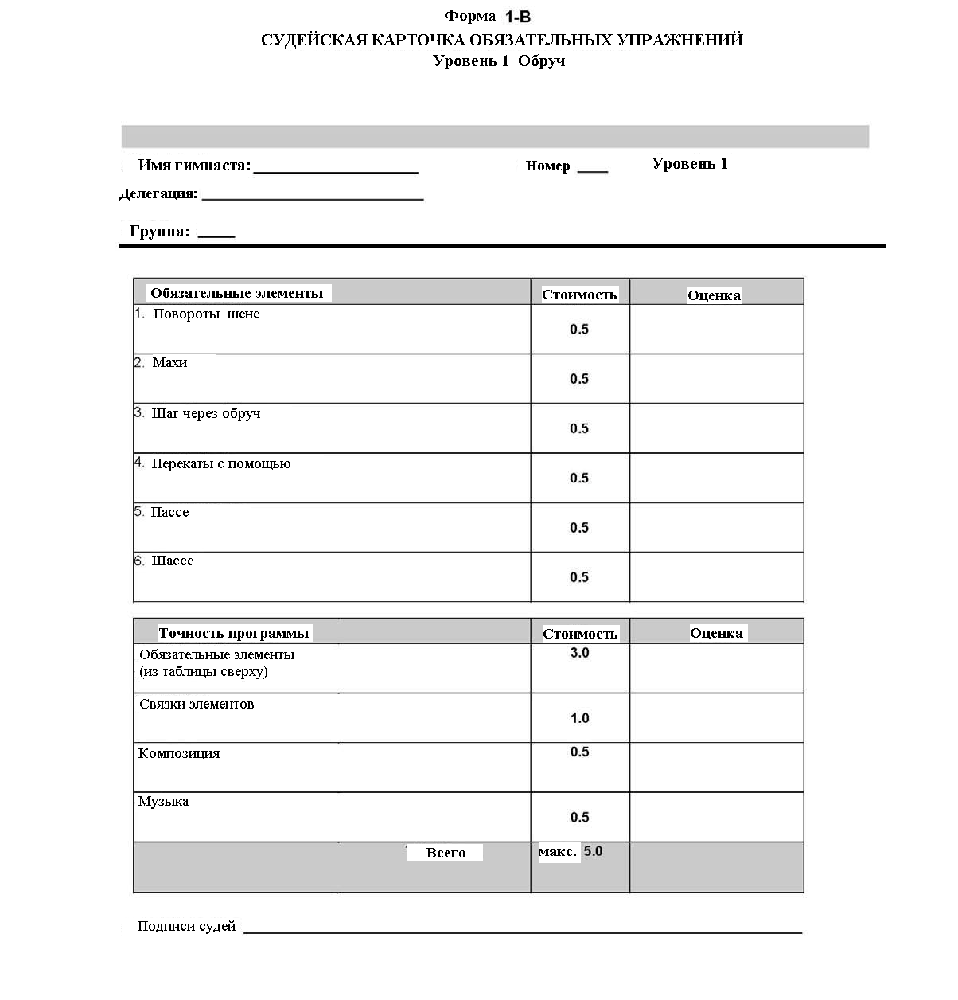 Форма 1-B
СУДЕЙСКАЯ КАРТОЧКА ОБЯЗАТЕЛЬНЫХ УПРАЖНЕНИЙ
Уровень 1 Обруч
Имя гимнаста: Номер Уровень 1
Делегация:
Группа:
Обязательные элементы Стоимость Оценка
1. Повороты шене 0.5
2. Махи 0.5
3. Шаг через обруч 0.5
4. Перекаты с помощью 0.5
5. Пассе 0.5
6. Шассе 0.5
Точность программы Стоимость Оценка
Обязательные элементы 3.0
(из таблицы сверху)
Связки элементов 1.0
Композиция 0.5
Музыка 0.5
Всего макс. 5.0
Подписи судей